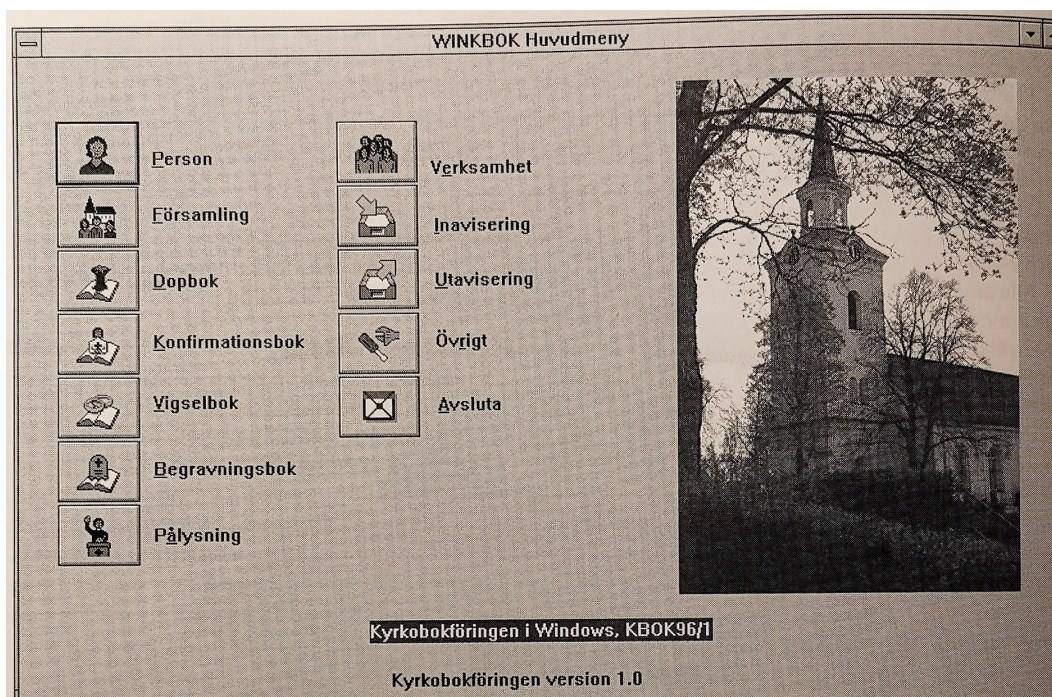 WINKBOK Huvudmeny
Person
Församling
Dopbok
Konfirmationsbok
Vigselbok
Begravningsbok
Pålysning
Verksamhet
Inavisering
Utavisering
Övrigt
Avsluta
Kyrkobokföringen i Windows, KBOK96/1
Kyrkobokföringen version 1.0